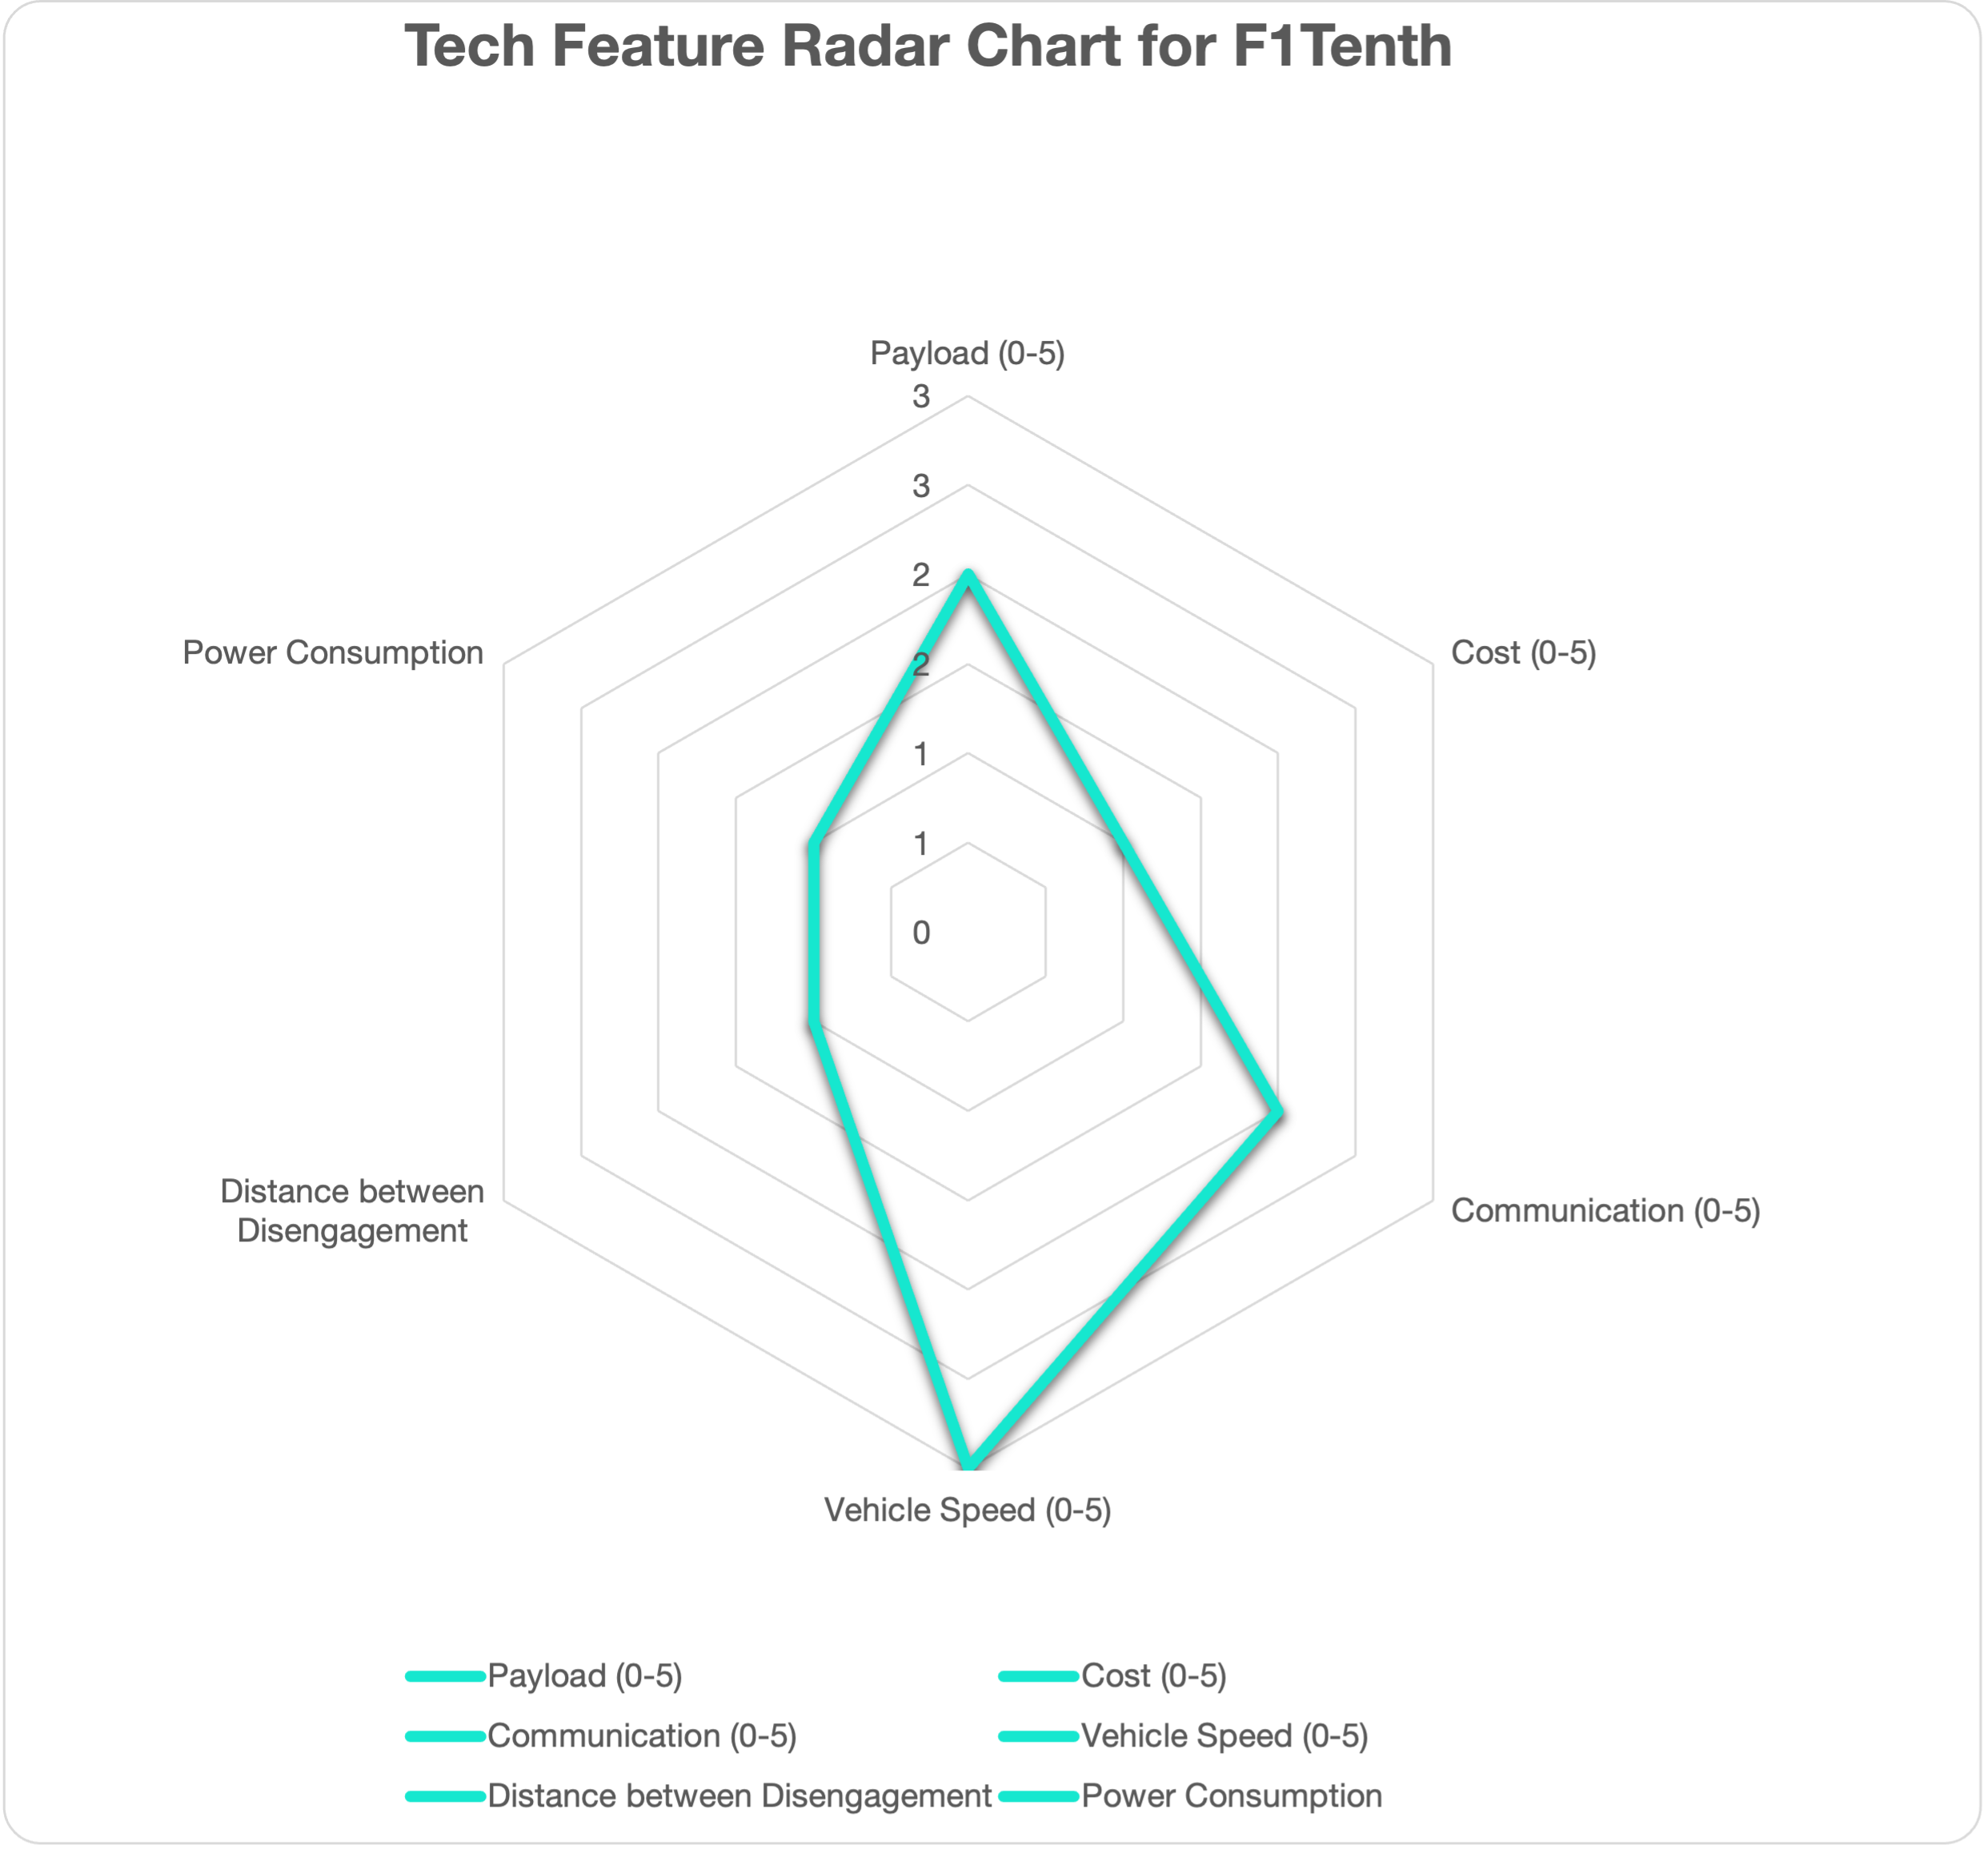 Tech Feature Radar Chart for F1Tenth
Payload (0-5)
3
3
2
2
1
1
0
Power Consumption
Cost (0-5)
Distance between
Disengagement
Communication (0-5)
Vehicle Speed (0-5)
Payload (0-5)
Cost (0-5)
Communication (0-5)
Vehicle Speed (0-5)
Distance between Disengagement
Power Consumption